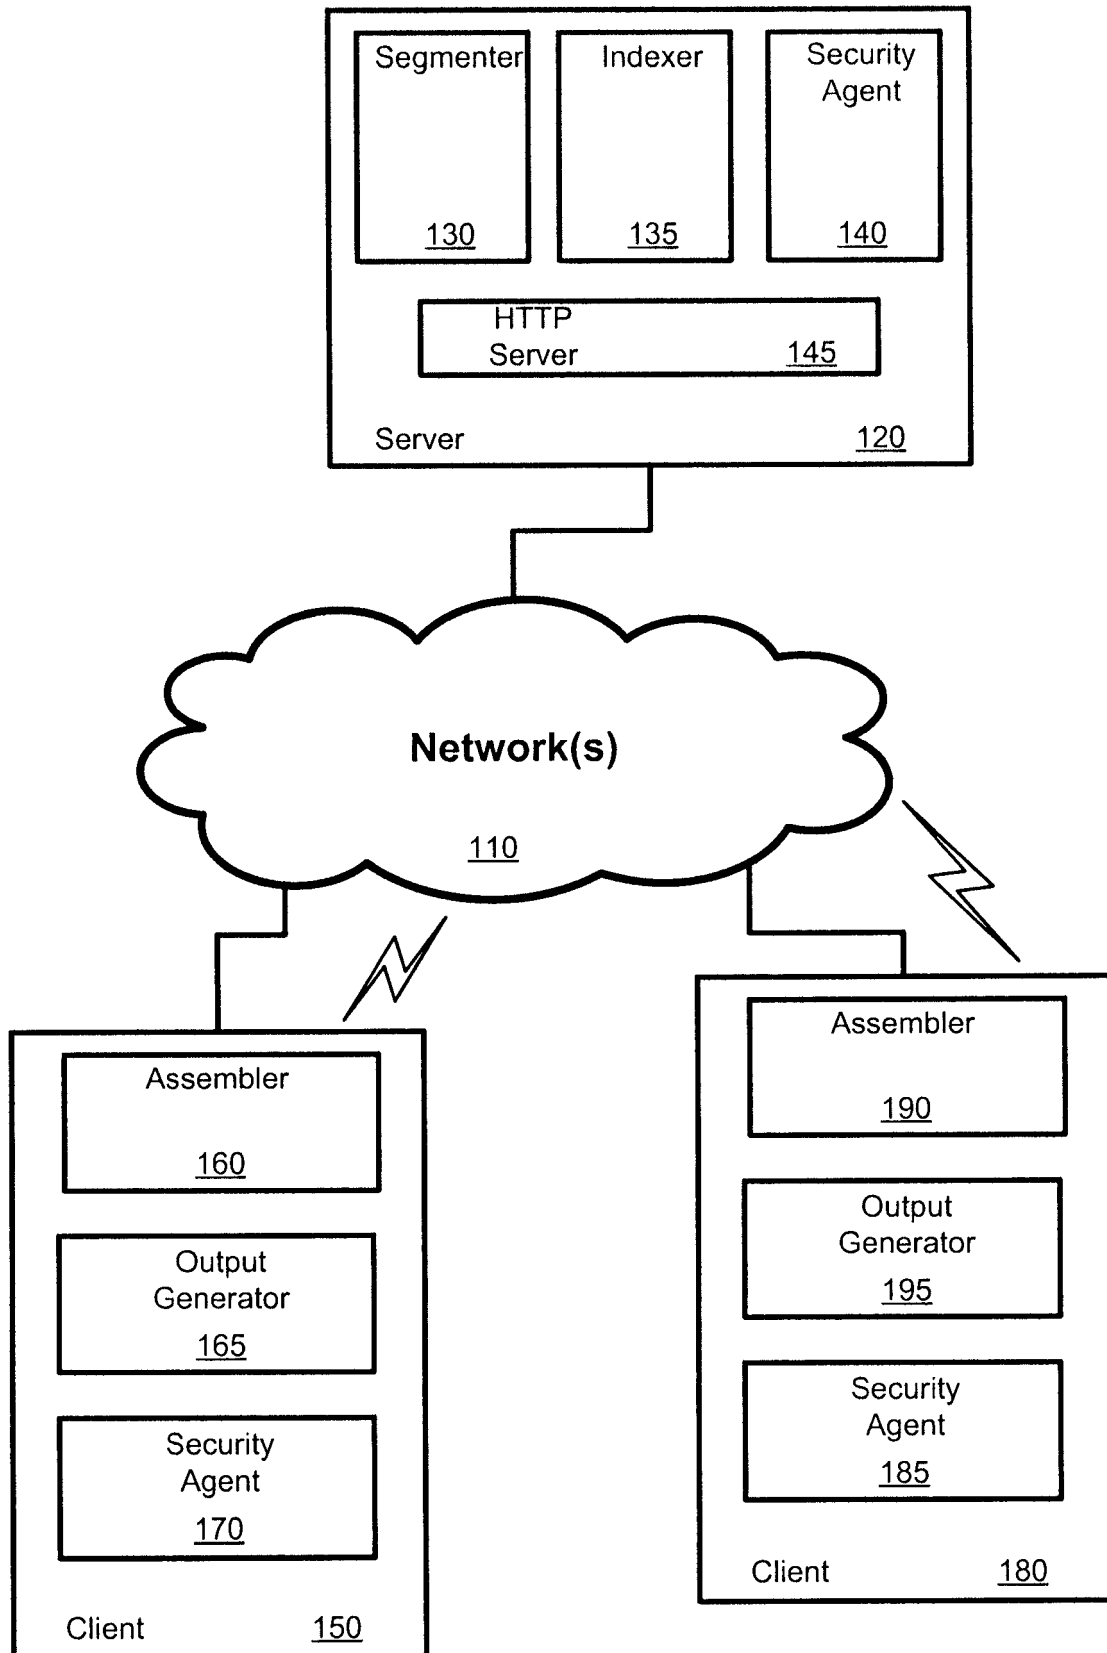 Segmenter
130
Indexer
135
Security
Agent
140
HTTP
Server
145
Server
120
Network(s)
110
Assembler
160
Output
Generator
165
Security
Agent
170
Client
150
Assembler
190
Output
Generator
195
Security
Agent
185
Client
180